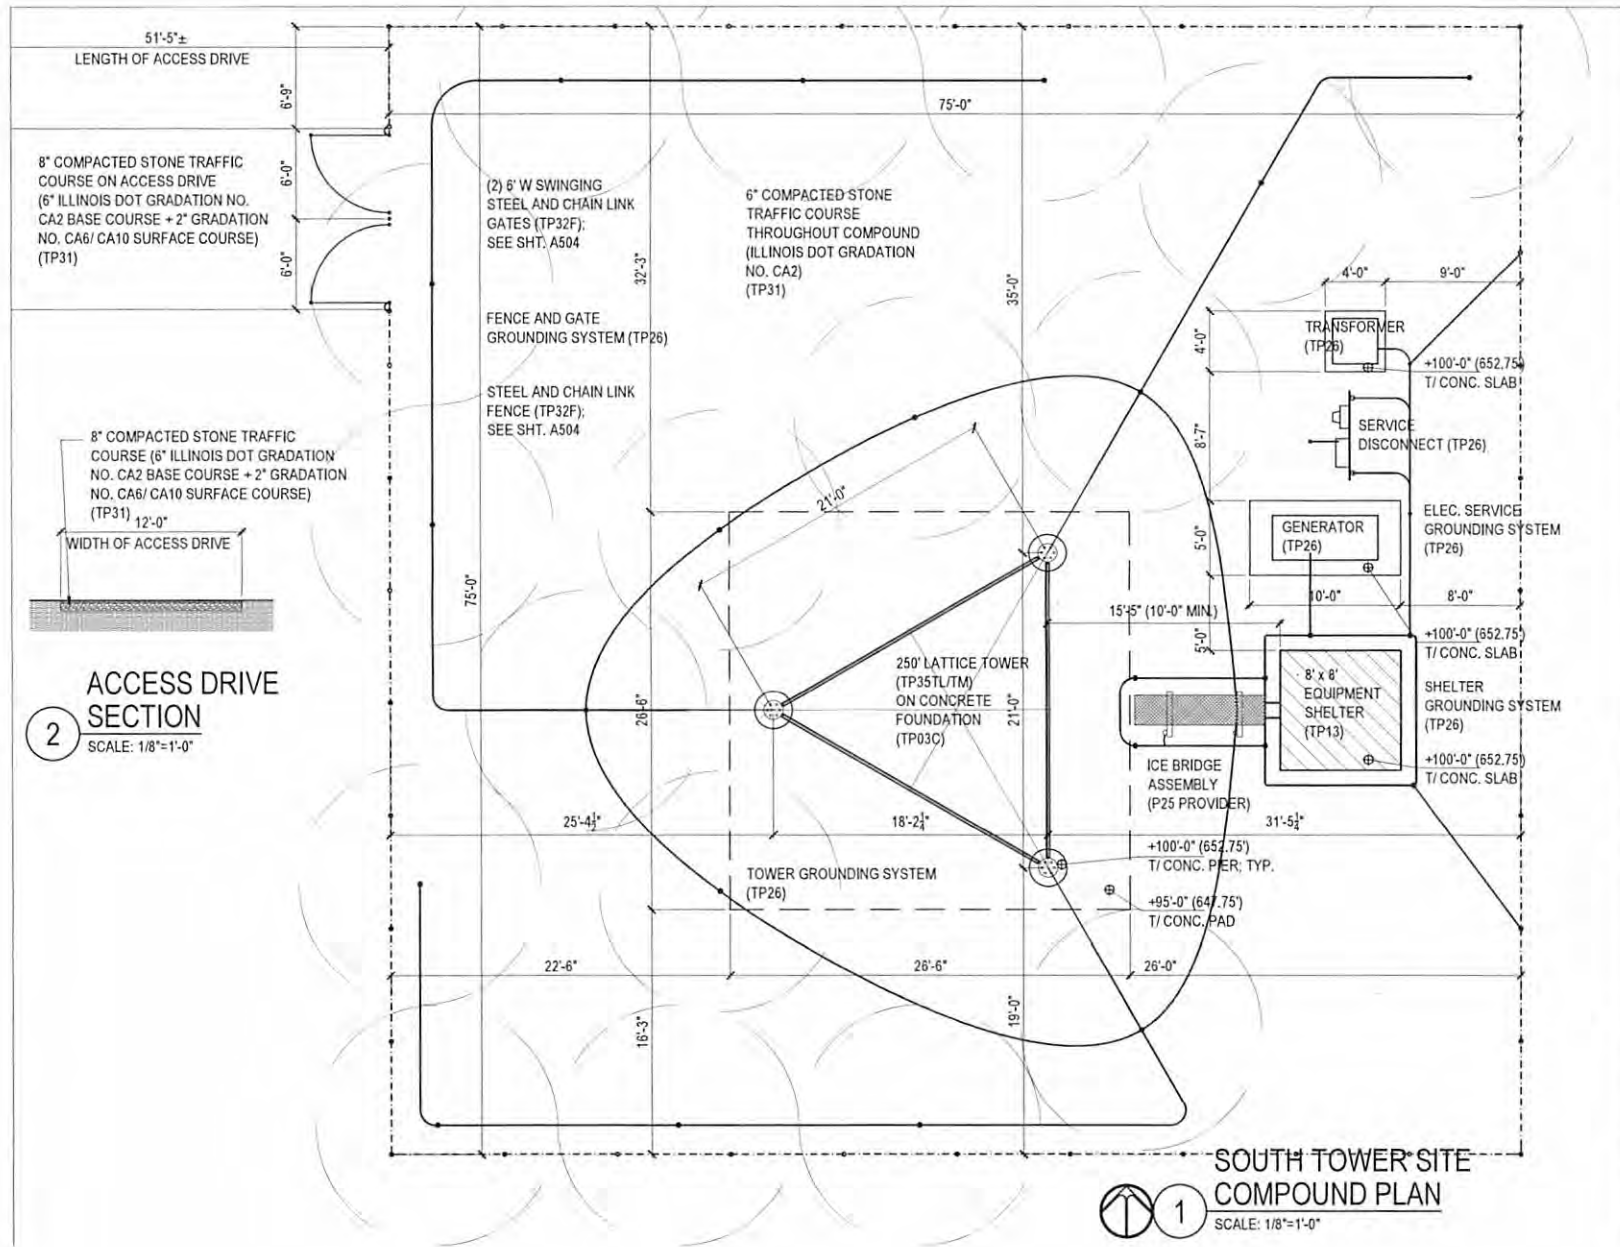 51'-5"±
LENGTH OF ACCESS DRIVE
6'-9"
6'-0"
6'-0"
8" COMPACTED STONE TRAFFIC
COURSE ON ACCESS DRIVE
(6" ILLINOIS DOT GRADATION NO.
CA2 BASE COURSE + 2" GRADATION
NO. CA6/ CA10 SURFACE COURSE)
(TP31)
(2) 6' W SWINGING
STEEL AND CHAIN LINK
GATES (TP32F);
SEE SHT. A504
FENCE AND GATE
GROUNDING SYSTEM (TP26)
STEEL AND CHAIN LINK
FENCE (TP32F);
SEE SHT. A504
6" COMPACTED STONE
TRAFFIC COURSE
THROUGHOUT COMPOUND
(ILLINOIS DOT GRADATION
NO. CA2)
(TP31)
75'-0"
32'-3"
35'-0"
4'-0"
9'-0"
4'-0"
TRANSFORMER
(TP26)
+100'-0" (652.75')
T/ CONC. SLAB
8'-7"
SERVICE
DISCONNECT (TP26)
5'-0"
GENERATOR
(TP26)
ELEC. SERVICE
GROUNDING SYSTEM
(TP26)
10'-0"
8'-0"
15'-5" (10'-0" MIN.)
5'-0"
+100'-0" (652.75')
T/ CONC. SLAB
8' x 8'
EQUIPMENT
SHELTER
(TP13)
SHELTER
GROUNDING SYSTEM
(TP26)
+100'-0" (652.75')
T/ CONC. SLAB
ICE BRIDGE
ASSEMBLY
(P25 PROVIDER)
8" COMPACTED STONE TRAFFIC
COURSE (6" ILLINOIS DOT GRADATION
NO. CA2 BASE COURSE + 2" GRADATION
NO. CA6/ CA10 SURFACE COURSE)
(TP31)
12'-0"
WIDTH OF ACCESS DRIVE
2
ACCESS DRIVE
SECTION
SCALE: 1/8"=1'-0"
75'-0"
21'-0"
26'-6"
250' LATTICE TOWER
(TP35TL/TM)
ON CONCRETE
FOUNDATION
(TP03C)
21'-0"
25'-4½"
18'-2¼"
31'-5¼"
+100'-0" (652.75')
T/ CONC. PIER; TYP.
TOWER GROUNDING SYSTEM
(TP26)
+95'-0" (647.75')
T/ CONC. PAD
22'-6"
26'-6"
26'-0"
16'-3"
19'-0"
1
SOUTH TOWER SITE
COMPOUND PLAN
SCALE: 1/8"=1'-0"